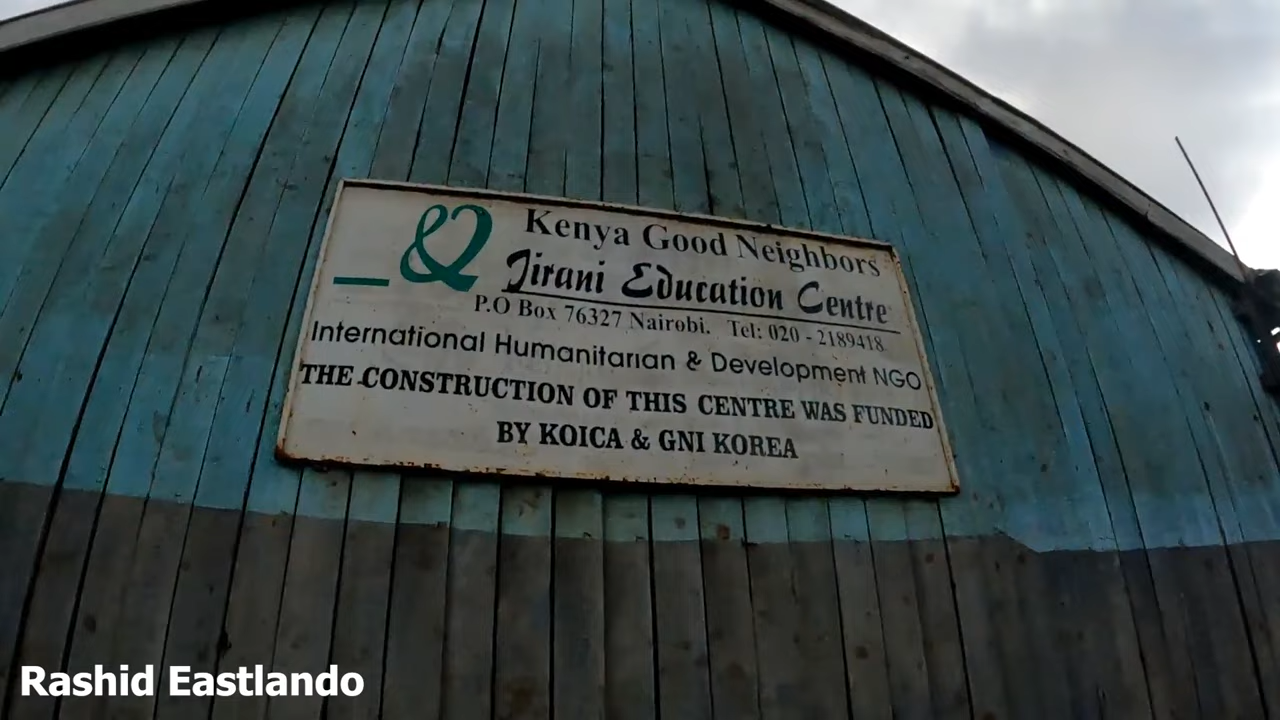 Kenya Good Neighbors
Jirani Education Centre
P.O Box 76327 Nairobi. Tel: 020 - 2189418
International Humanitarian & Development NGO
THE CONSTRUCTION OF THIS CENTRE WAS FUNDED
BY KOICA & GNI KOREA
Rashid Eastlando